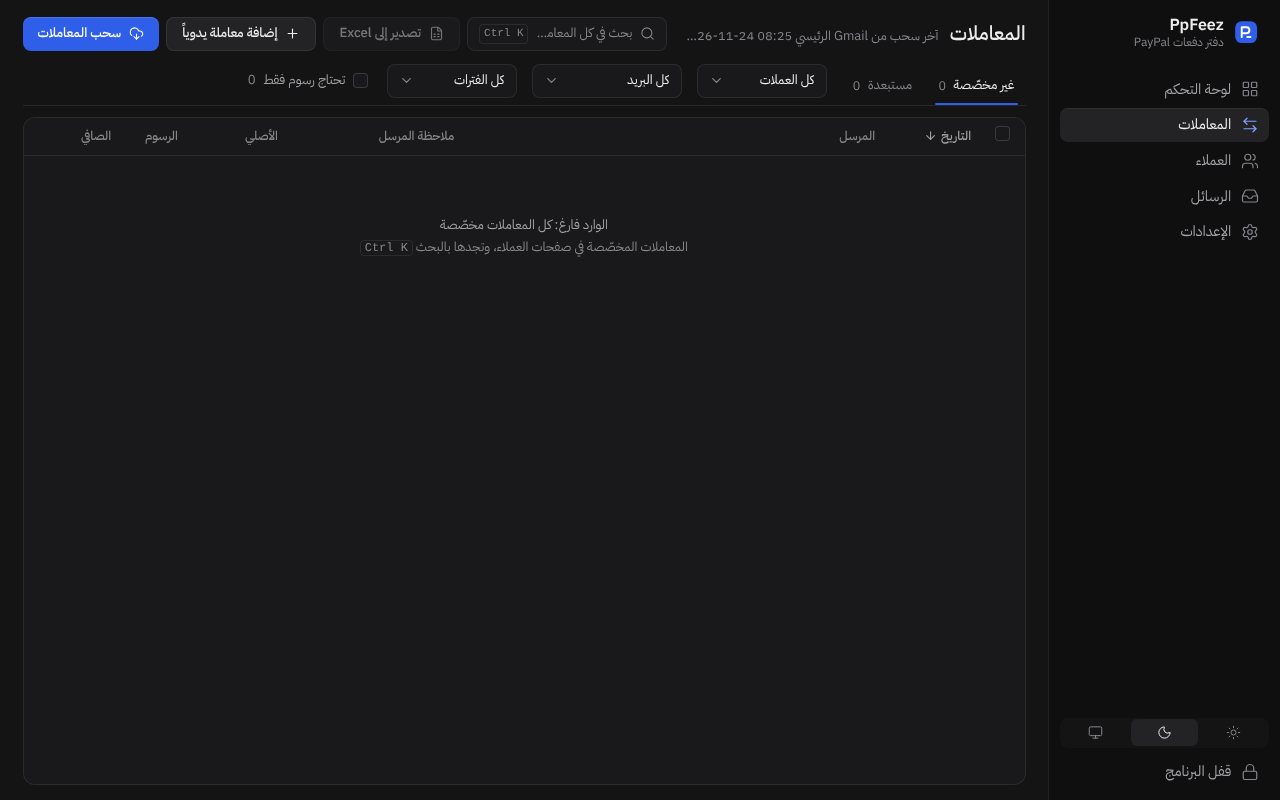 PpFeez
دفتر دفعات PayPal
لوحة التحكم
المعاملات
العملاء
الرسائل
الإعدادات
قفل البرنامج
المعاملات
آخر سحب من Gmail الرئيسي 08:25 24-11-26...
بحث في كل المعام... Ctrl K
تصدير إلى Excel
إضافة معاملة يدوياً
سحب المعاملات
غير مخصّصة 0
مستبعدة 0
كل العملات
كل البريد
كل الفترات
تحتاج رسوم فقط 0
التاريخ ↓
المرسل
ملاحظة المرسل
الأصلي
الرسوم
الصافي
الوارد فارغ: كل المعاملات مخصّصة
المعاملات المخصّصة في صفحات العملاء، وتجدها بالبحث Ctrl K